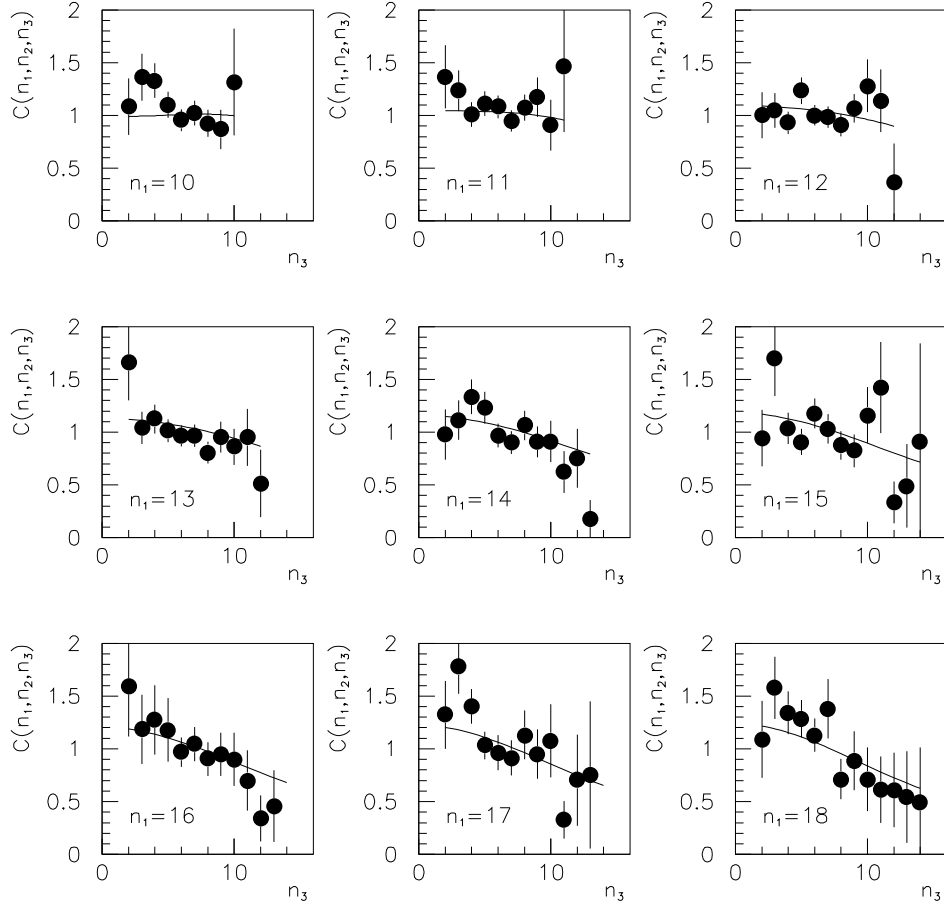 C(n₁,n₂,n₃) C(n₁,n₂,n₃) C(n₁,n₂,n₃)
2 2 2
1.5 1.5 1.5
1 1 1
0.5 0.5 0.5
n₁=10 n₁=11 n₁=12
0 0 0
0 10 0 10 0 10
n₃ n₃ n₃
C(n₁,n₂,n₃) C(n₁,n₂,n₃) C(n₁,n₂,n₃)
2 2 2
1.5 1.5 1.5
1 1 1
0.5 0.5 0.5
n₁=13 n₁=14 n₁=15
0 0 0
0 10 0 10 0 10
n₃ n₃ n₃
C(n₁,n₂,n₃) C(n₁,n₂,n₃) C(n₁,n₂,n₃)
2 2 2
1.5 1.5 1.5
1 1 1
0.5 0.5 0.5
n₁=16 n₁=17 n₁=18
0 0 0
0 10 0 10 0 10
n₃ n₃ n₃